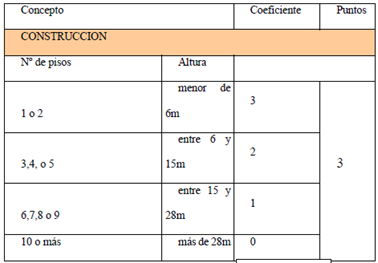 Concepto Coeficiente Puntos
CONSTRUCCION
Nº de pisos Altura
1 o 2 menor de 6m 3
3,4, o 5 entre 6 y 15m 2 3
6,7,8 o 9 entre 15 y 28m 1
10 o más más de 28m 0